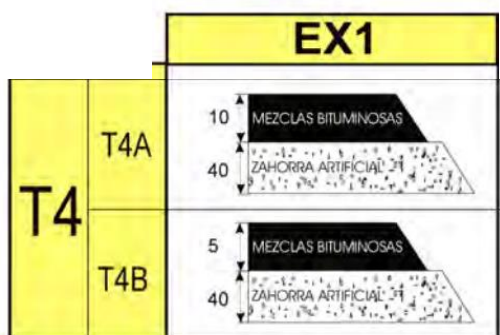 EX1
T4
T4A
10
MEZCLAS BITUMINOSAS
40
ZAHORRA ARTIFICIAL
T4B
5
MEZCLAS BITUMINOSAS
40
ZAHORRA ARTIFICIAL